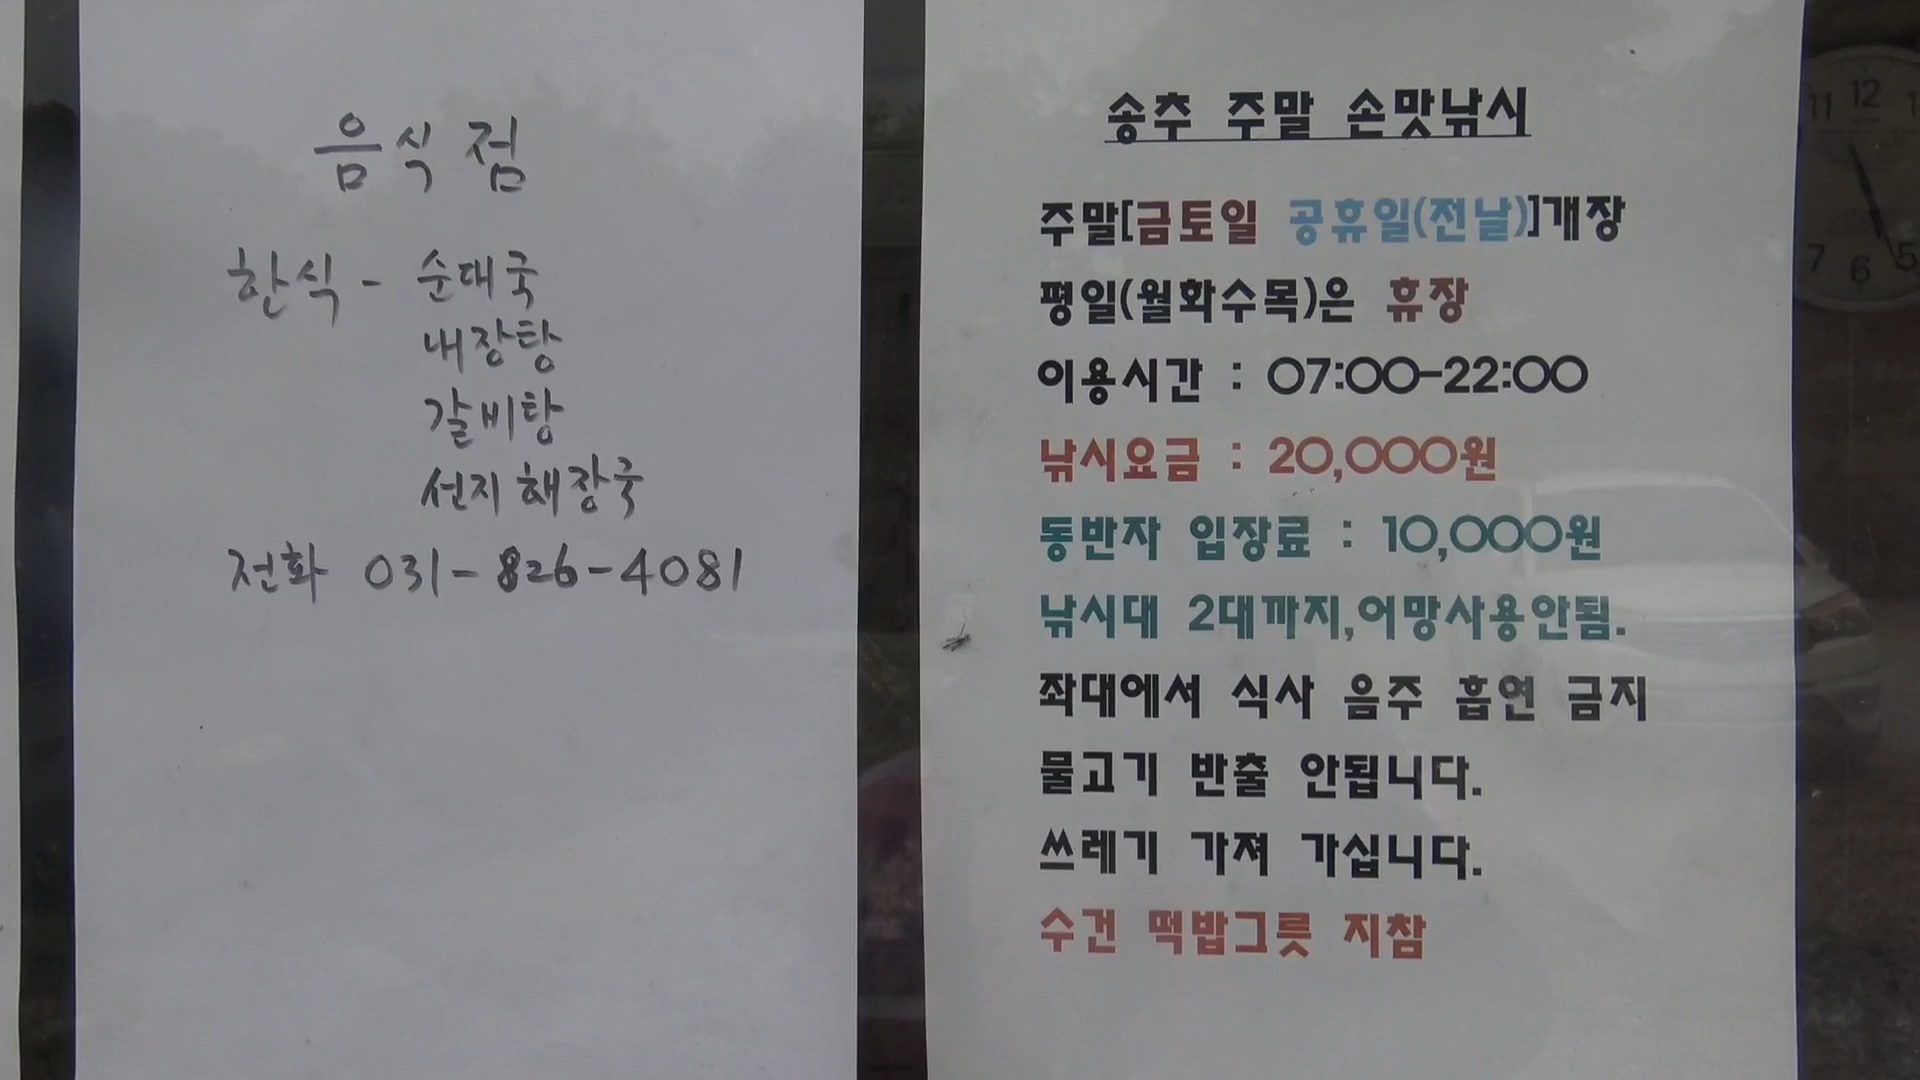 음식점
한식 - 순대국
내장탕
갈비탕
선지해장국
전화 031-826-4081
송추 주말 손맛낚시
주말[금토일 공휴일(전날)]개장
평일(월화수목)은 휴장
이용시간 : 07:00-22:00
낚시요금 : 20,000원
동반자 입장료 : 10,000원
낚시대 2대까지,어망사용안됨.
좌대에서 식사 음주 흡연 금지
물고기 반출 안됩니다.
쓰레기 가져 가십니다.
수건 떡밥그릇 지참
11 12 1
7 6 5